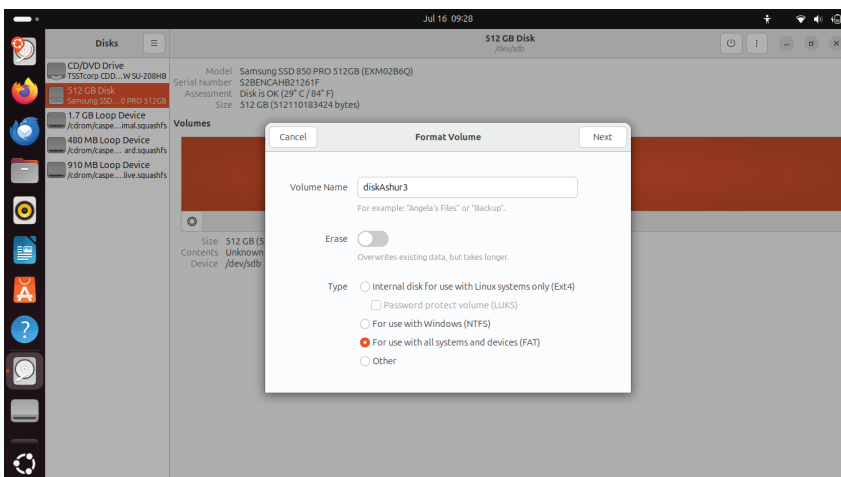 Jul 16 09:28
Disks
512 GB Disk
/dev/sdb
CD/DVD Drive
TSSTcorp CDD...W SU-208HB
512 GB Disk
Samsung SSD...0 PRO 512GB
1.7 GB Loop Device
/cdrom/caspe...imal.squashfs
480 MB Loop Device
/cdrom/caspe... ard.squashfs
910 MB Loop Device
/cdrom/caspe....live.squashfs
Model Samsung SSD 850 PRO 512GB (EXM02B6Q)
Serial Number S2BENCAHB21261F
Assessment Disk is OK (29° C / 84° F)
Size 512 GB (512110183424 bytes)
Volumes
Size 512 GB (5
Contents Unknown
Device /dev/sdb
Cancel
Format Volume
Next
Volume Name diskAshur3
For example: "Angela's Files" or "Backup".
Erase
Overwrites existing data, but takes longer.
Type Internal disk for use with Linux systems only (Ext4)
Password protect volume (LUKS)
For use with Windows (NTFS)
For use with all systems and devices (FAT)
Other